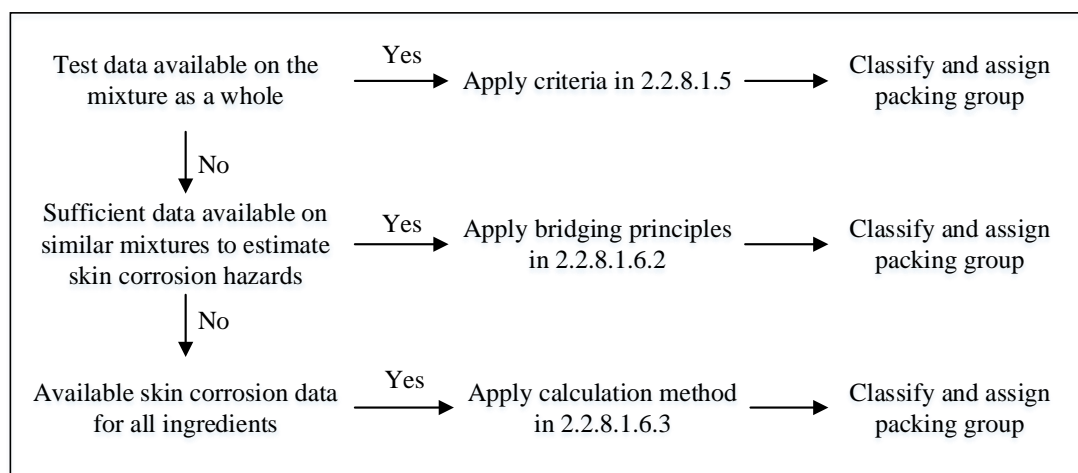 Test data available on the
mixture as a whole
Yes
Apply criteria in 2.2.8.1.5
Classify and assign
packing group
No
Sufficient data available on
similar mixtures to estimate
skin corrosion hazards
Yes
Apply bridging principles
in 2.2.8.1.6.2
Classify and assign
packing group
No
Available skin corrosion data
for all ingredients
Yes
Apply calculation method
in 2.2.8.1.6.3
Classify and assign
packing group